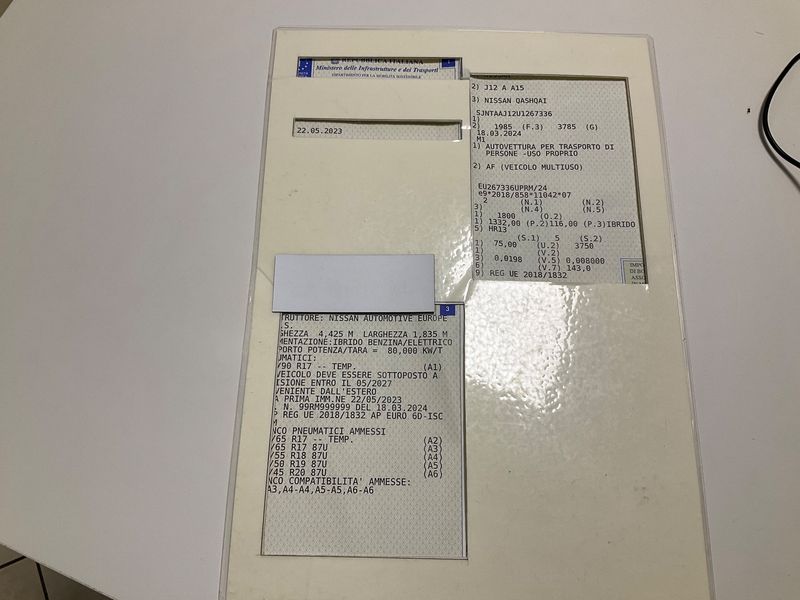 REPUBBLICA ITALIANA
Ministero delle Infrastrutture e dei Trasporti
DIPARTIMENTO PER LA MOBILITÀ SOSTENIBILE
22.05.2023
2) J12 A A15
3) NISSAN QASHQAI
SJNTAAJ12U1267336
1)
2) 1985 (F.3) 3785 (G)
18.03.2024
M1
1) AUTOVETTURA PER TRASPORTO DI
PERSONE -USO PROPRIO
2) AF (VEICOLO MULTIUSO)
EU267336UPRM/24
e9*2018/858*11042*07
2 (N.1) (N.2)
3) (N.4) (N.5)
1) 1800 (O.2)
1) 1332,00 (P.2)116,00 (P.3)IBRIDO
5) HR13
(S.1) 5 (S.2)
1) 75,00 (U.2) 3750
1) (V.2)
3) 0,0198 (V.5) 0,008000
6) (V.7) 143,0
9) REG UE 2018/1832
3
TRUTTORE: NISSAN AUTOMOTIVE EUROPE
.S.
GHEZZA 4,425 M LARGHEZZA 1,835 M
MENTAZIONE:IBRIDO BENZINA/ELETTRICO
PORTO POTENZA/TARA = 80,000 KW/T
UMATICI:
/90 R17 -- TEMP. (A1)
VEICOLO DEVE ESSERE SOTTOPOSTO A
ISIONE ENTRO IL 05/2027
VENIENTE DALL'ESTERO
A PRIMA IMM.NE 22/05/2023
. N. 99RM999999 DEL 18.03.2024
P REG UE 2018/1832 AP EURO 6D-ISC
M
NCO PNEUMATICI AMMESSI
/65 R17 -- TEMP. (A2)
/65 R17 87U (A3)
/55 R18 87U (A4)
/50 R19 87U (A5)
/45 R20 87U (A6)
NCO COMPATIBILITA' AMMESSE:
A3,A4-A4,A5-A5,A6-A6